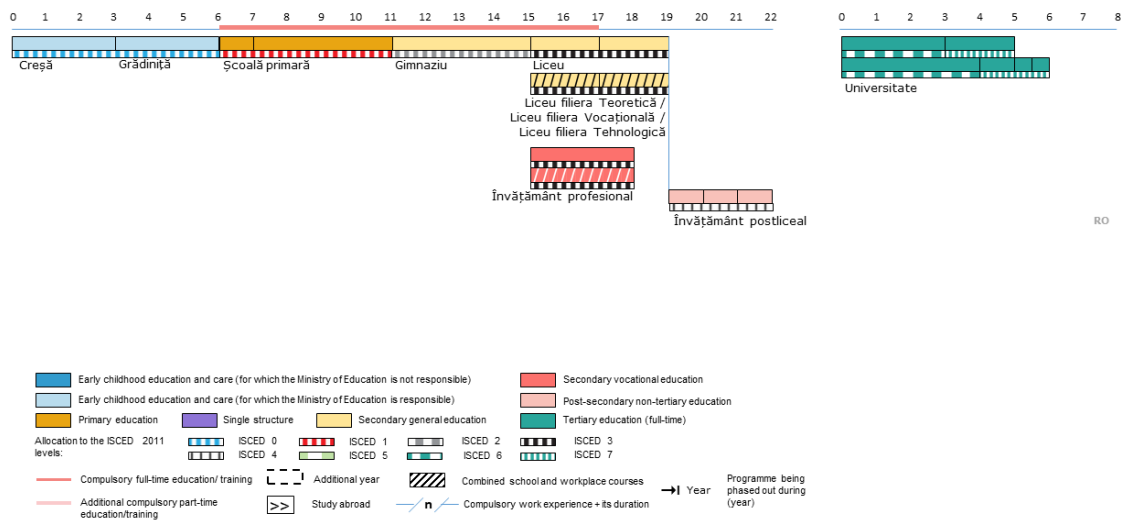 0 1 2 3 4 5 6 7 8 9 10 11 12 13 14 15 16 17 18 19 20 21 22
0 1 2 3 4 5 6 7 8
Creșă
Grădiniță
Școală primară
Gimnaziu
Liceu
Liceu filiera Teoretică /
Liceu filiera Vocațională /
Liceu filiera Tehnologică
Învățământ profesional
Învățământ postliceal
Universitate
RO
Early childhood education and care (for which the Ministry of Education is not responsible)
Secondary vocational education
Early childhood education and care (for which the Ministry of Education is responsible)
Post-secondary non-tertiary education
Primary education
Single structure
Secondary general education
Tertiary education (full-time)
Allocation to the ISCED 2011
levels:
ISCED 0
ISCED 1
ISCED 2
ISCED 3
ISCED 4
ISCED 5
ISCED 6
ISCED 7
Compulsory full-time education/ training
Additional year
Combined school and workplace courses
Year
Programme being
phased out during
(year)
Additional compulsory part-time
education/training
>>
Study abroad
n
Compulsory work experience + its duration